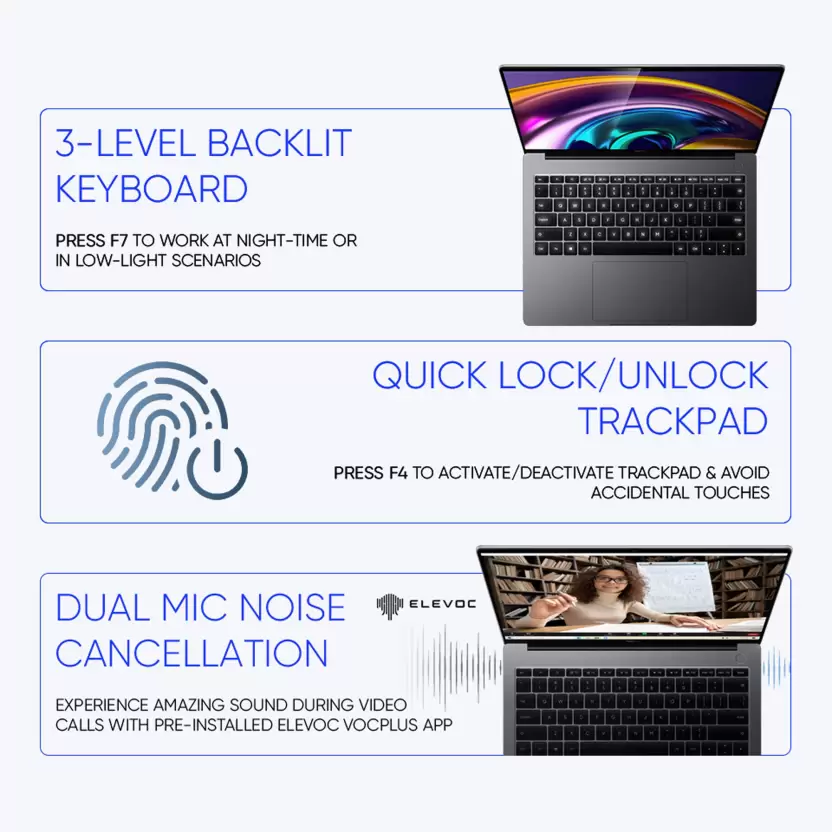 3-LEVEL BACKLIT
KEYBOARD
PRESS F7 TO WORK AT NIGHT-TIME OR
IN LOW-LIGHT SCENARIOS
QUICK LOCK/UNLOCK
TRACKPAD
PRESS F4 TO ACTIVATE/DEACTIVATE TRACKPAD & AVOID
ACCIDENTAL TOUCHES
DUAL MIC NOISE
CANCELLATION
ELEVOC
EXPERIENCE AMAZING SOUND DURING VIDEO
CALLS WITH PRE-INSTALLED ELEVOC VOCPLUS APP